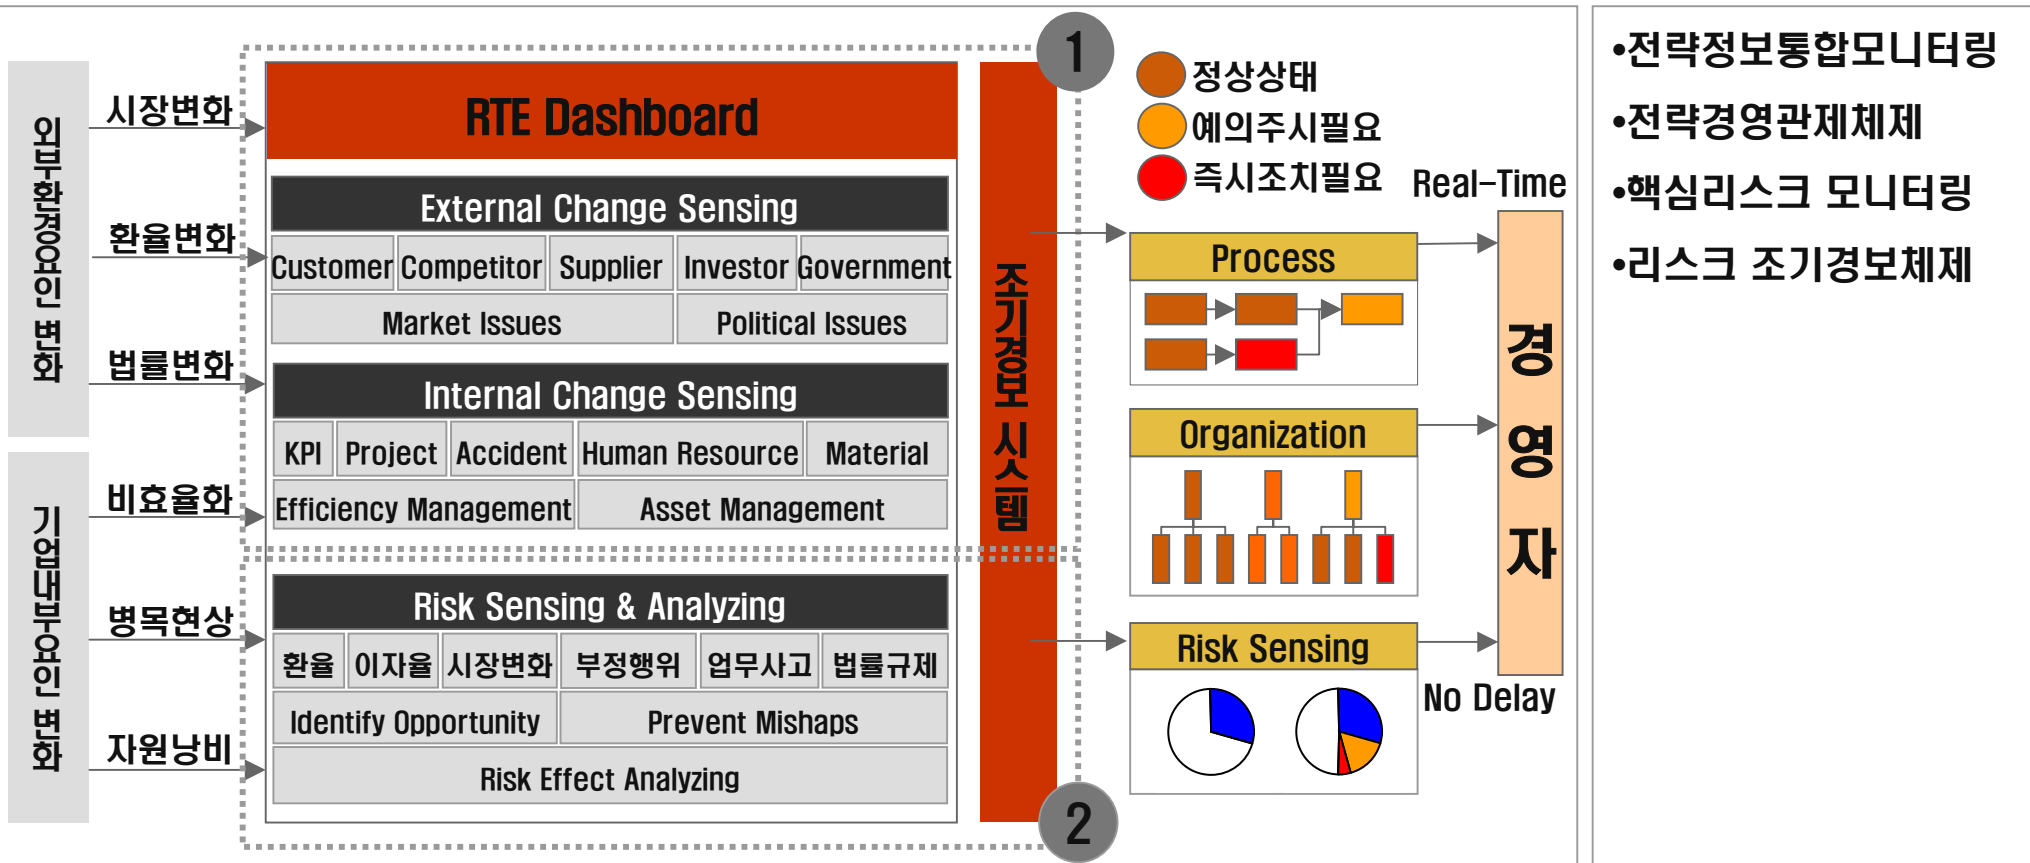 외부환경요인 변화
기업내부요인 변화
시장변화
환율변화
법률변화
비효율화
병목현상
자원낭비
1
RTE Dashboard
External Change Sensing
Customer Competitor Supplier Investor Government
Market Issues Political Issues
Internal Change Sensing
KPI Project Accident Human Resource Material
Efficiency Management Asset Management
Risk Sensing & Analyzing
환율 이자율 시장변화 부정행위 업무사고 법률규제
Identify Opportunity Prevent Mishaps
Risk Effect Analyzing
2
조기경보 시스템
정상상태
예의주시필요
즉시조치필요
Real-Time
Process
Organization
Risk Sensing
No Delay
경영자
•전략정보통합모니터링
•전략경영관제체제
•핵심리스크 모니터링
•리스크 조기경보체제